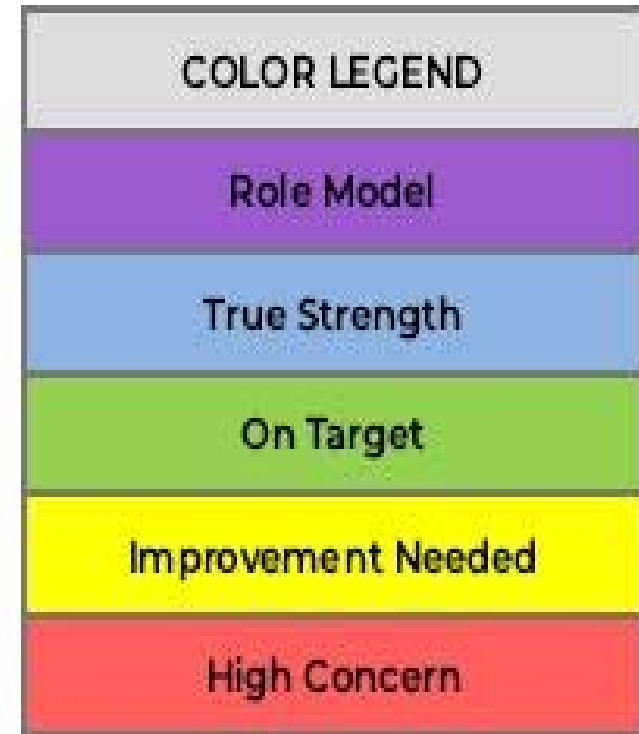 COLOR LEGEND
Role Model
True Strength
On Target
Improvement Needed
High Concern